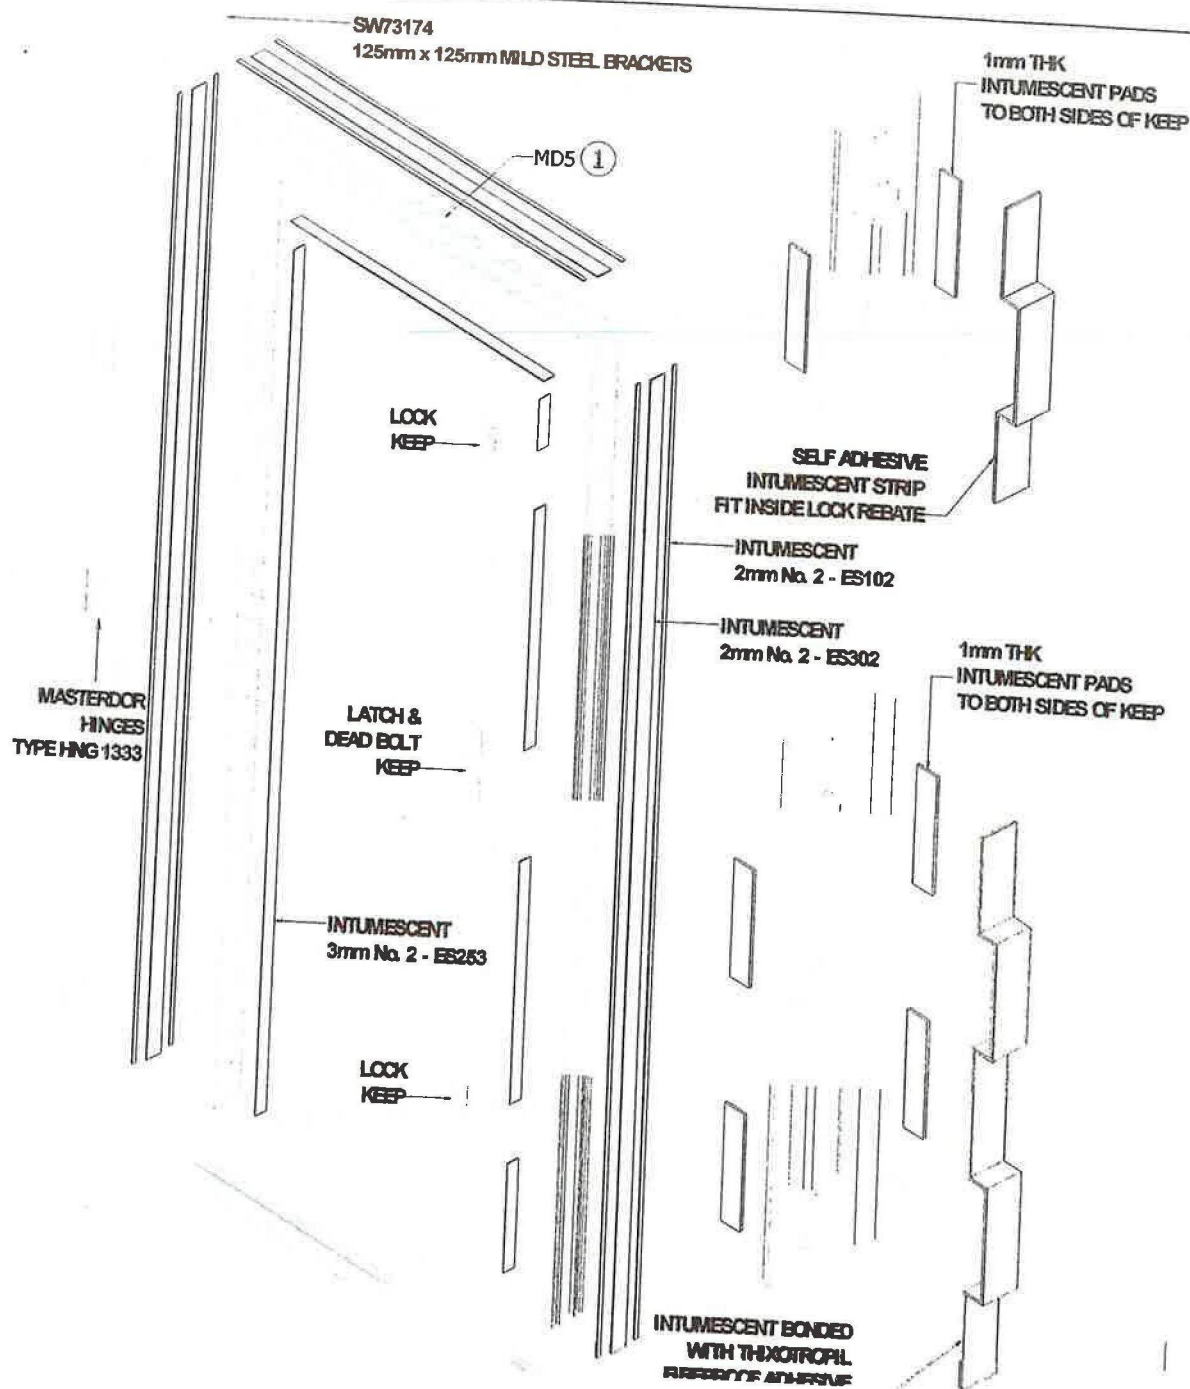 SW73174
125mm x 125mm MILD STEEL BRACKETS
1mm THK
INTUMESCENT PADS
TO BOTH SIDES OF KEEP
MD5 1
LOCK
KEEP
SELF ADHESIVE
INTUMESCENT STRIP
FIT INSIDE LOCK REBATE
INTUMESCENT
2mm No. 2 - ES102
INTUMESCENT
2mm No. 2 - ES302
1mm THK
INTUMESCENT PADS
TO BOTH SIDES OF KEEP
MASTERDOR
HINGES
TYPE HNG 1333
LATCH &
DEAD BOLT
KEEP
INTUMESCENT
3mm No. 2 - ES253
LOCK
KEEP
INTUMESCENT BONDED
WITH THIXOTROPIL
FIREPROOF ADHESIVE